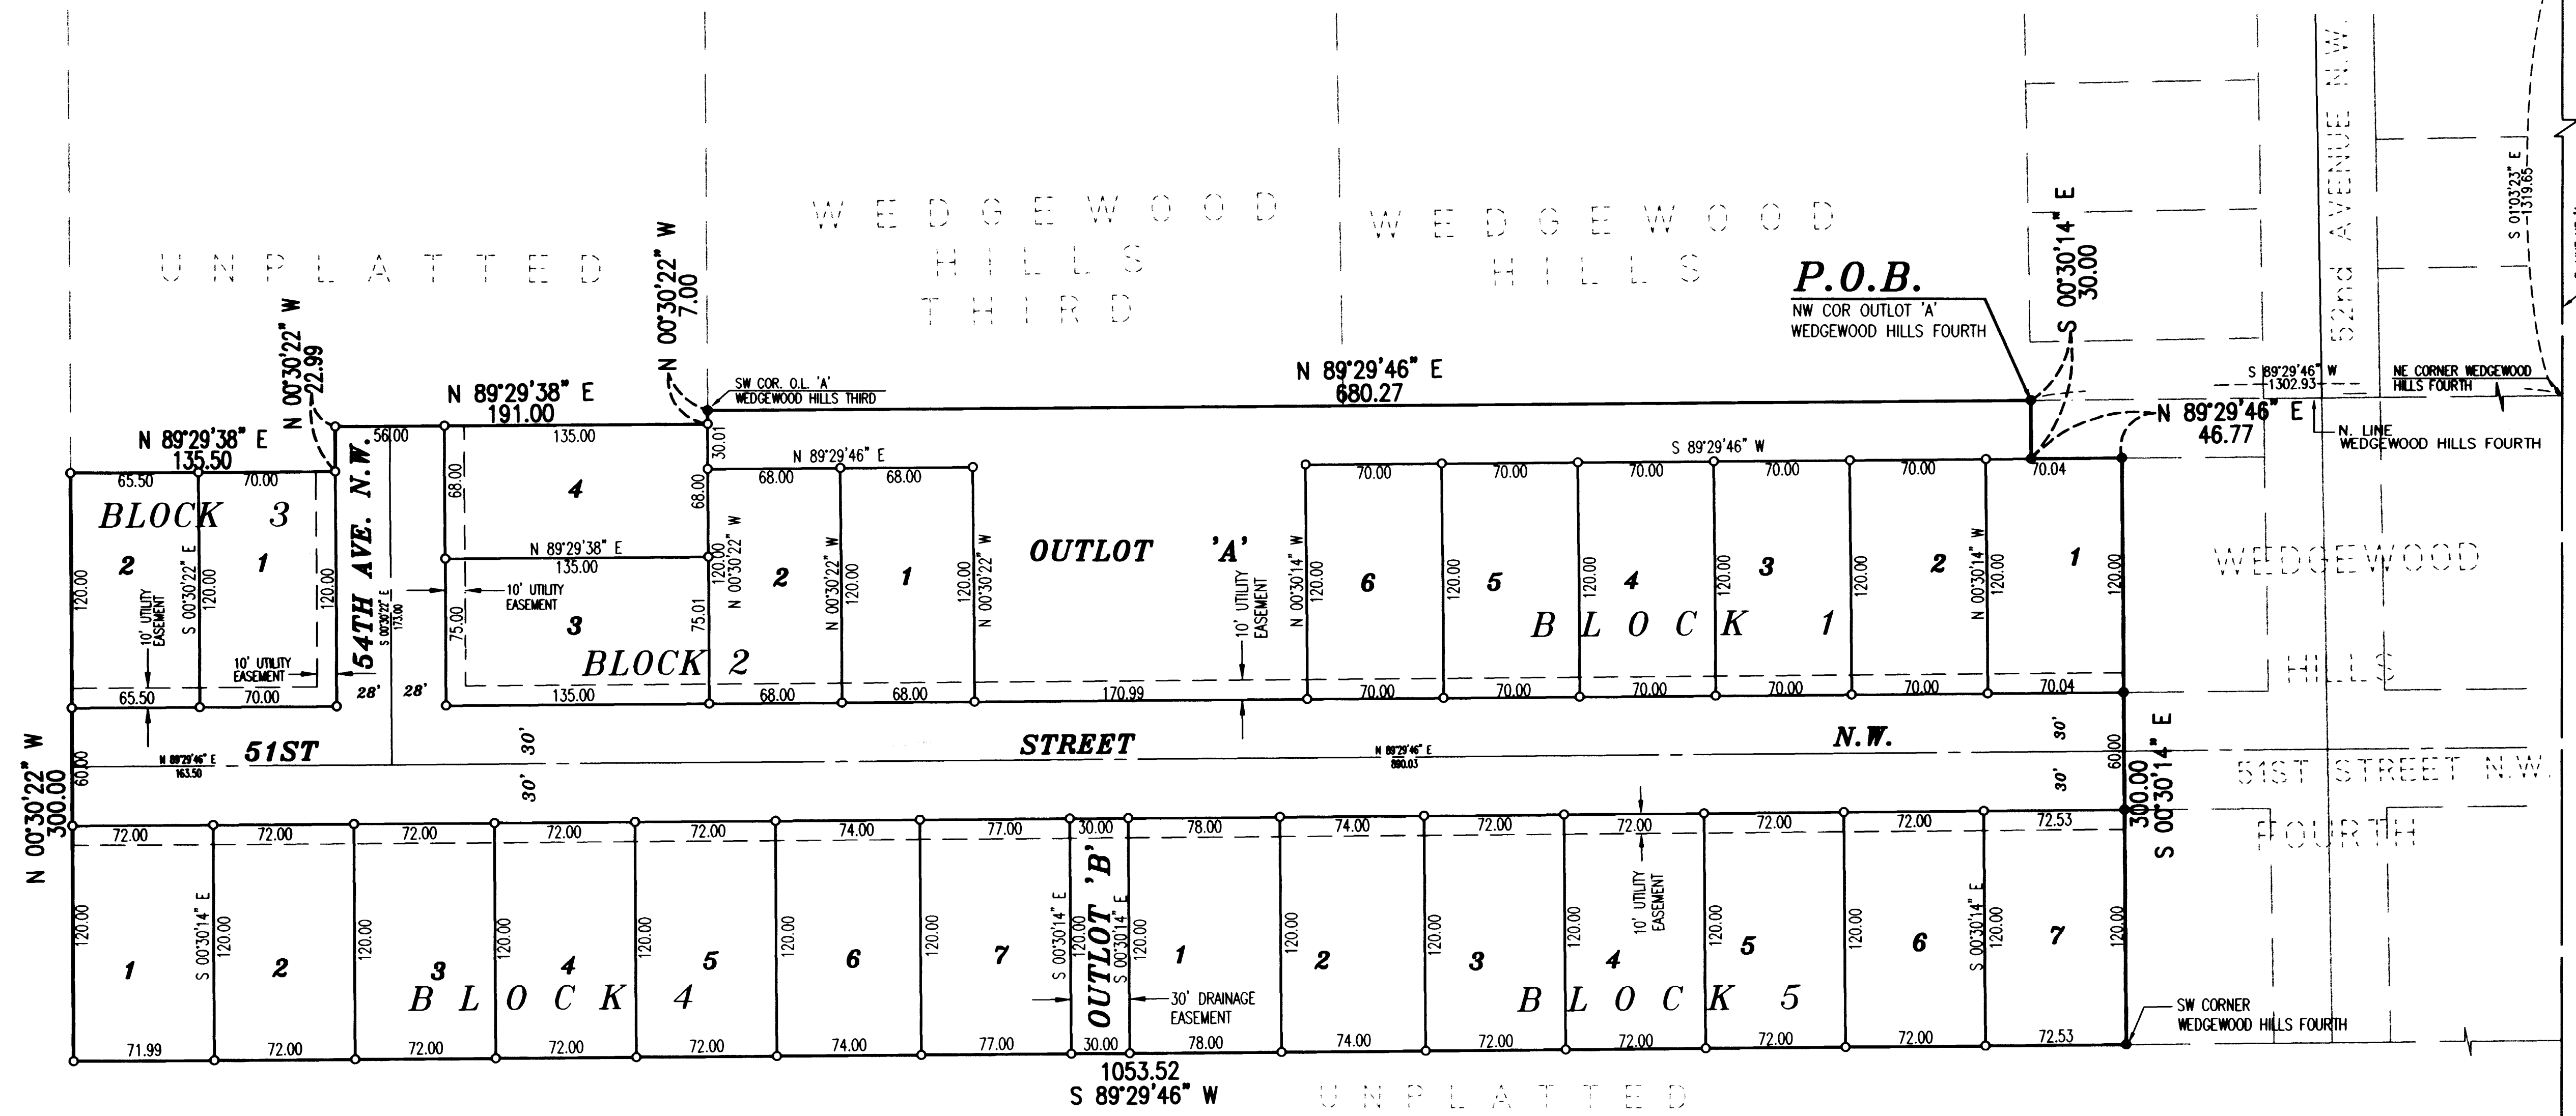 UNPLATTED
WEDGEWOOD
HILLS
THIRD
WEDGEWOOD
HILLS
52nd AVENUE N.W.
S 01°03'23" E
1319.65
P.O.B.
NW COR OUTLOT 'A'
WEDGEWOOD HILLS FOURTH
S 00°30'14" E
30.00
N 00°30'22" W
7.00
N 00°30'22" W
22.99
N 89°29'38" E
191.00
SW COR. O.L. 'A'
WEDGEWOOD HILLS THIRD
N 89°29'46" E
680.27
S 89°29'46" W
1302.93
NE CORNER WEDGEWOOD
HILLS FOURTH
N 89°29'46" E
46.77
N. LINE
WEDGEWOOD HILLS FOURTH
N 89°29'38" E
135.50
65.50
70.00
56.00
135.00
30.01
N 89°29'46" E
68.00
68.00
S 89°29'46" W
70.00
70.00
70.00
70.00
70.00
70.04
BLOCK 3
2
1
120.00
S 00°30'22" E
120.00
120.00
10' UTILITY
EASEMENT
10' UTILITY
EASEMENT
65.50
70.00
54TH AVE. N.W.
S 00°30'22" E
173.00
28'
28'
68.00
4
68.00
N 89°29'38" E
135.00
75.00
10' UTILITY
EASEMENT
3
75.01
BLOCK 2
135.00
120.00
N 00°30'22" W
2
N 00°30'22" W
120.00
1
120.00
N 00°30'22" W
68.00
68.00
OUTLOT 'A'
10' UTILITY
EASEMENT
170.99
N 00°30'14" W
120.00
6
120.00
5
120.00
4
120.00
3
120.00
2
N 00°30'14" W
120.00
1
120.00
BLOCK 1
70.00
70.00
70.00
70.00
70.00
70.04
WEDGEWOOD
HILLS
FOURTH
51ST STREET N.W.
N 00°30'22" W
300.00
60.00
N 89°29'46" E
163.50
51ST STREET N.W.
30'
30'
N 89°29'46" E
890.03
30'
30'
60.00
300.00
S 00°30'14" E
72.00
72.00
72.00
72.00
72.00
74.00
77.00
30.00
78.00
74.00
72.00
72.00
72.00
72.00
72.53
120.00
1
S 00°30'14" E
120.00
2
120.00
3
120.00
4
120.00
5
120.00
6
120.00
7
S 00°30'14" E
120.00
BLOCK 4
OUTLOT 'B'
S 00°30'14" E
120.00
30' DRAINAGE
EASEMENT
1
120.00
2
120.00
3
120.00
4
10' UTILITY
EASEMENT
120.00
5
120.00
6
S 00°30'14" E
120.00
7
120.00
BLOCK 5
SW CORNER
WEDGEWOOD HILLS FOURTH
71.99
72.00
72.00
72.00
72.00
74.00
77.00
30.00
78.00
74.00
72.00
72.00
72.00
72.00
72.53
1053.52
S 89°29'46" W
UNPLATTED